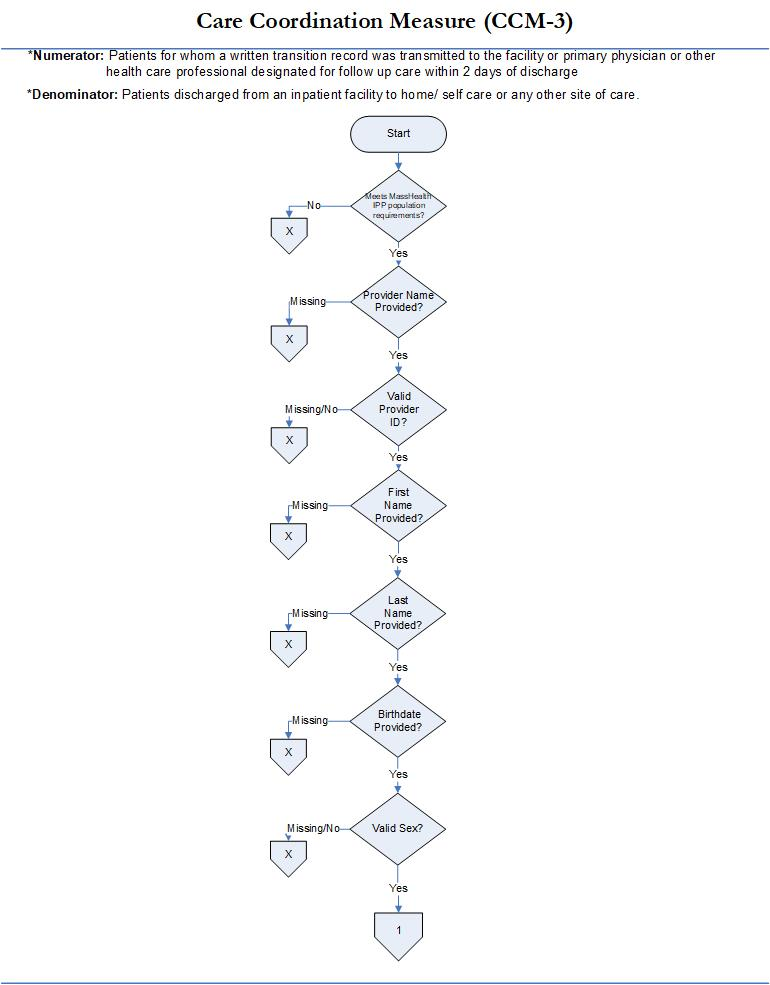 Care Coordination Measure (CCM-3)
*Numerator: Patients for whom a written transition record was transmitted to the facility or primary physician or other
health care professional designated for follow up care within 2 days of discharge
*Denominator: Patients discharged from an inpatient facility to home/ self care or any other site of care.
Start
Meets MassHealth
IPP population
requirements?
No
X
Yes
Provider Name
Provided?
Missing
X
Yes
Valid
Provider
ID?
Missing/No
X
Yes
First
Name
Provided?
Missing
X
Yes
Last
Name
Provided?
Missing
X
Yes
Birthdate
Provided?
Missing
X
Yes
Valid Sex?
Missing/No
X
Yes
1